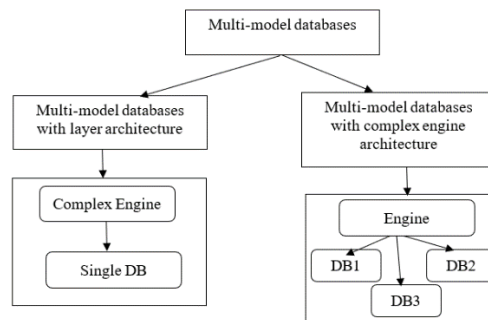 Multi-model databases
Multi-model databases
with layer architecture
Multi-model databases
with complex engine
architecture
Complex Engine
Single DB
Engine
DB1
DB2
DB3